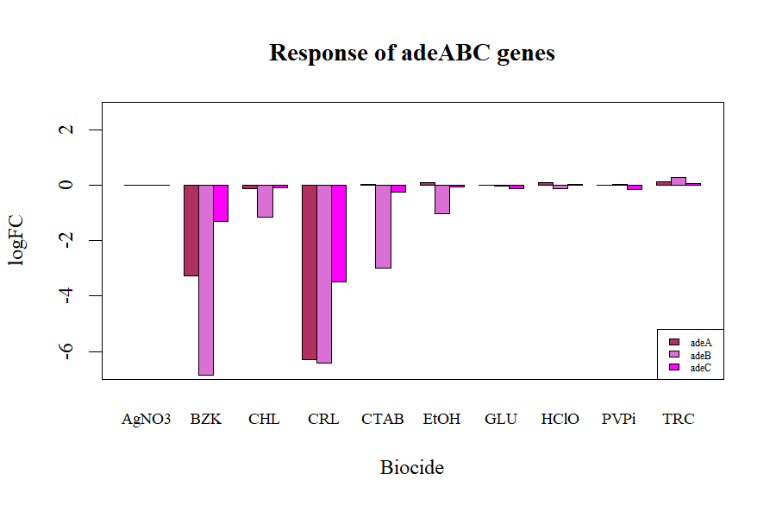 Response of adeABC genes
logFC
2
0
-2
-4
-6
adeA
adeB
adeC
AgNO3 BZK CHL CRL CTAB EtOH GLU HClO PVPi TRC
Biocide